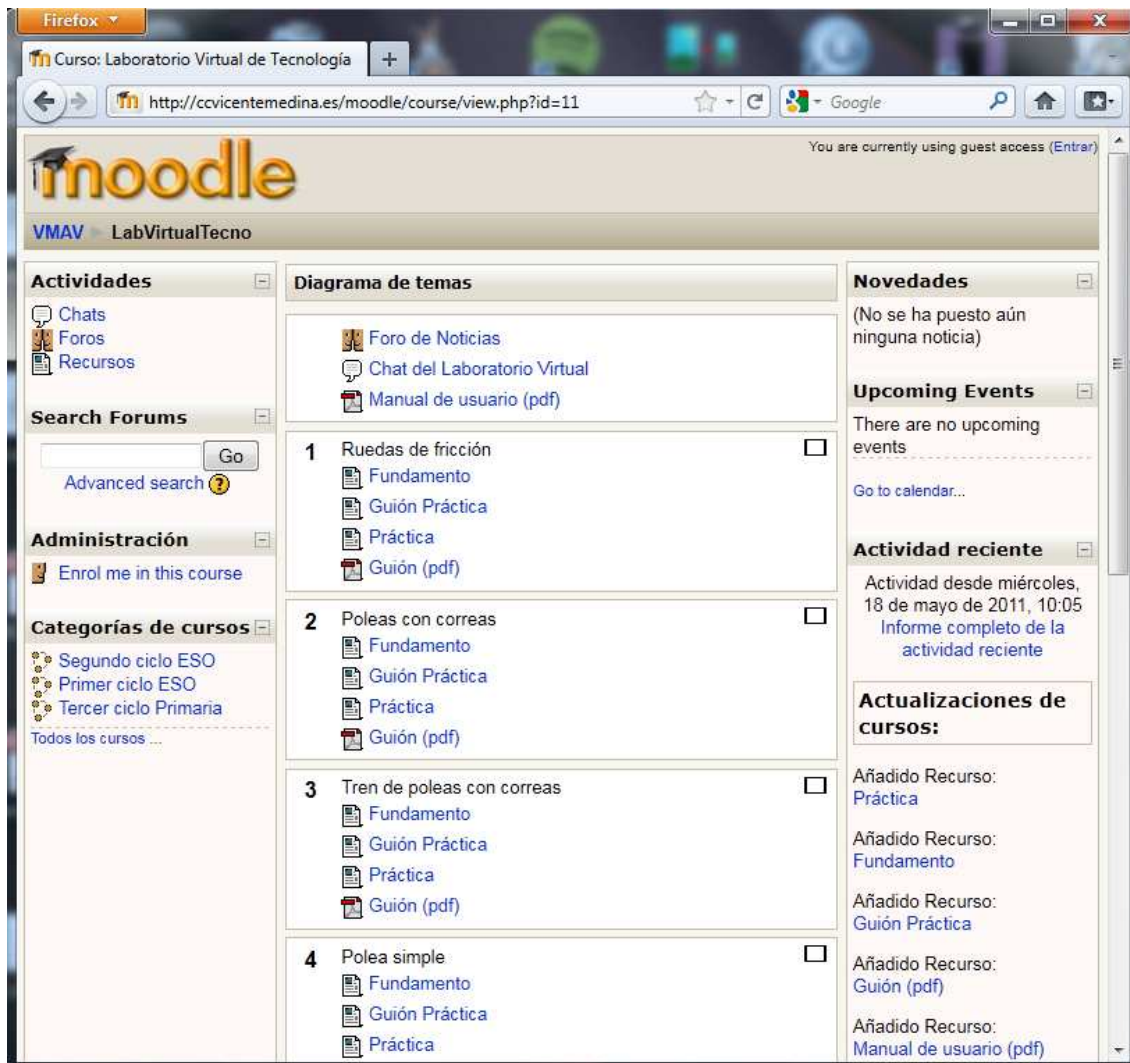 Firefox
Curso: Laboratorio Virtual de Tecnología
http://ccvicentemedina.es/moodle/course/view.php?id=11
Google
moodle
You are currently using guest access (Entrar)
VMAV LabVirtualTecno
Actividades
Chats
Foros
Recursos
Search Forums
Go
Advanced search ?
Administración
Enrol me in this course
Categorías de cursos
Segundo ciclo ESO
Primer ciclo ESO
Tercer ciclo Primaria
Todos los cursos ...
Diagrama de temas
Foro de Noticias
Chat del Laboratorio Virtual
Manual de usuario (pdf)
1 Ruedas de fricción
Fundamento
Guión Práctica
Práctica
Guión (pdf)
2 Poleas con correas
Fundamento
Guión Práctica
Práctica
Guión (pdf)
3 Tren de poleas con correas
Fundamento
Guión Práctica
Práctica
Guión (pdf)
4 Polea simple
Fundamento
Guión Práctica
Práctica
Novedades
(No se ha puesto aún
ninguna noticia)
Upcoming Events
There are no upcoming
events
Go to calendar...
Actividad reciente
Actividad desde miércoles,
18 de mayo de 2011, 10:05
Informe completo de la
actividad reciente
Actualizaciones de
cursos:
Añadido Recurso:
Práctica
Añadido Recurso:
Fundamento
Añadido Recurso:
Guión Práctica
Añadido Recurso:
Guión (pdf)
Añadido Recurso:
Manual de usuario (pdf)